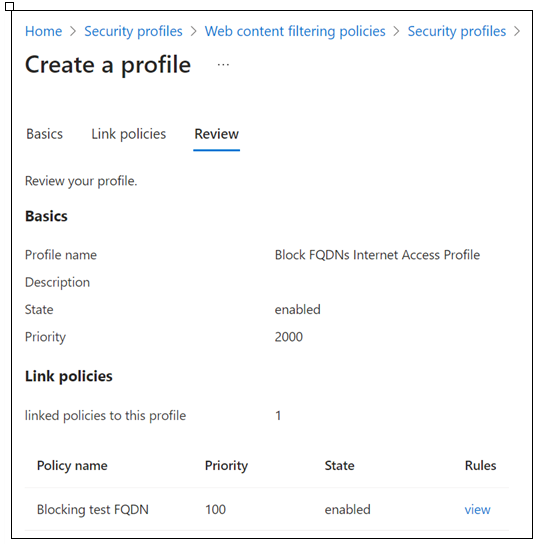 Home > Security profiles > Web content filtering policies > Security profiles >
Create a profile ...
Basics Link policies Review
Review your profile.
Basics
Profile name Block FQDNs Internet Access Profile
Description
State enabled
Priority 2000
Link policies
linked policies to this profile 1
Policy name Priority State Rules
Blocking test FQDN 100 enabled view